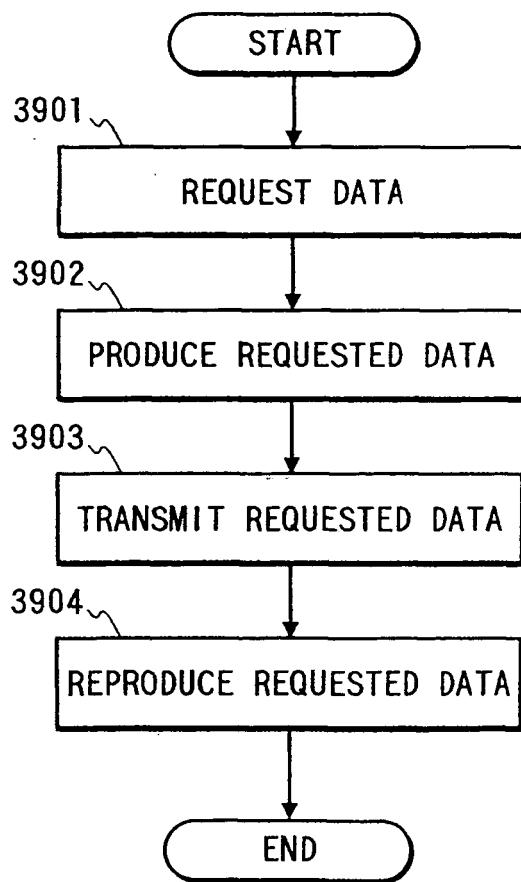 START
3901
REQUEST DATA
3902
PRODUCE REQUESTED DATA
3903
TRANSMIT REQUESTED DATA
3904
REPRODUCE REQUESTED DATA
END